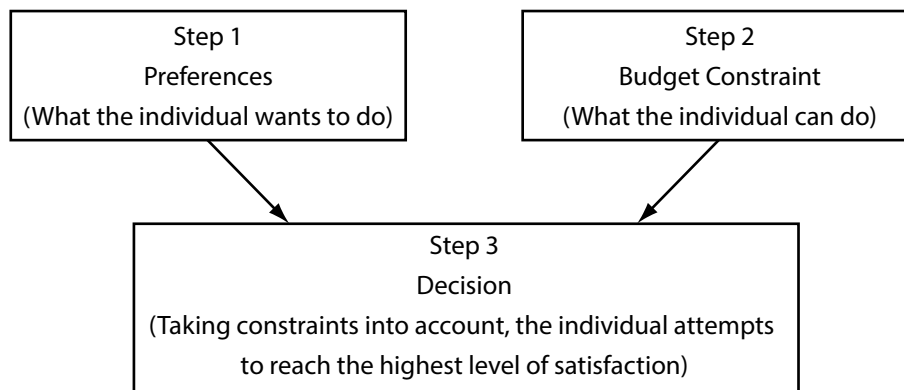 Step 1
Preferences
(What the individual wants to do)
Step 2
Budget Constraint
(What the individual can do)
Step 3
Decision
(Taking constraints into account, the individual attempts
to reach the highest level of satisfaction)